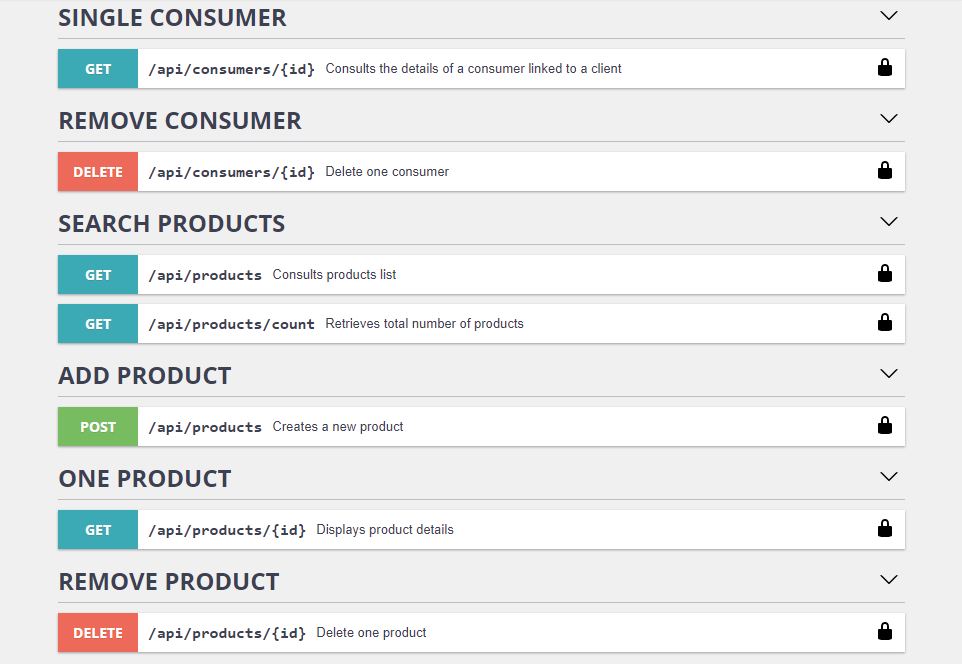 SINGLE CONSUMER
GET /api/consumers/{id} Consults the details of a consumer linked to a client
REMOVE CONSUMER
DELETE /api/consumers/{id} Delete one consumer
SEARCH PRODUCTS
GET /api/products Consults products list
GET /api/products/count Retrieves total number of products
ADD PRODUCT
POST /api/products Creates a new product
ONE PRODUCT
GET /api/products/{id} Displays product details
REMOVE PRODUCT
DELETE /api/products/{id} Delete one product